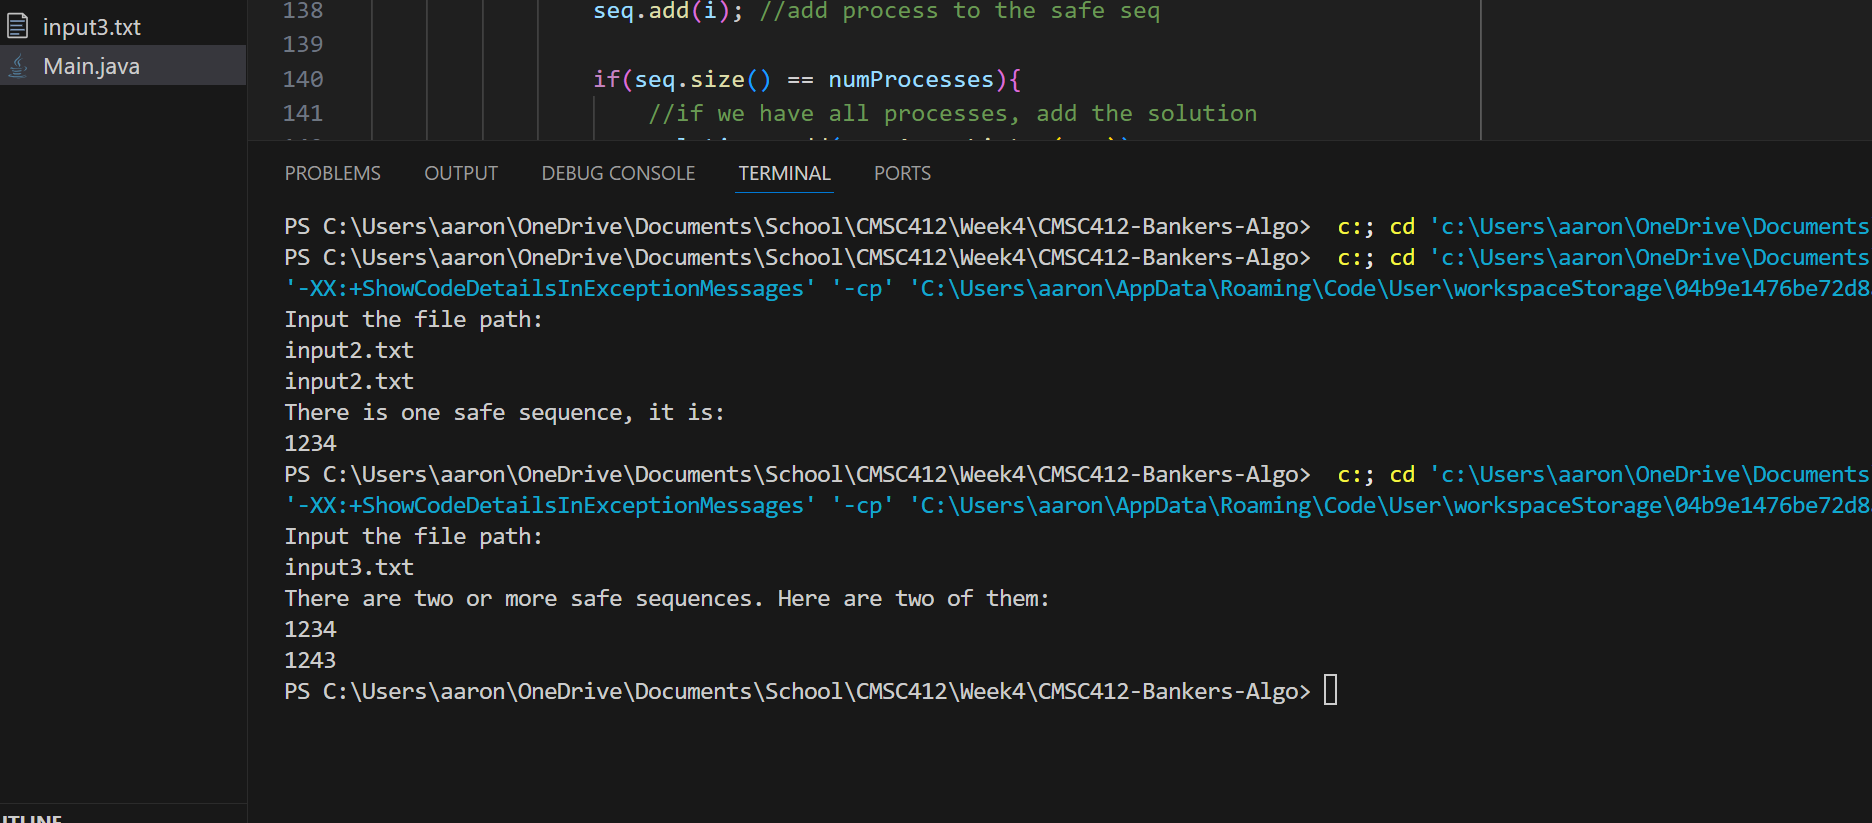 input3.txt
Main.java
138 seq.add(i); //add process to the safe seq
139
140 if(seq.size() == numProcesses){
141 //if we have all processes, add the solution
PROBLEMS OUTPUT DEBUG CONSOLE TERMINAL PORTS
PS C:\Users\aaron\OneDrive\Documents\School\CMSC412\Week4\CMSC412-Bankers-Algo>  c:; cd 'c:\Users\aaron\OneDrive\Documents
PS C:\Users\aaron\OneDrive\Documents\School\CMSC412\Week4\CMSC412-Bankers-Algo>  c:; cd 'c:\Users\aaron\OneDrive\Documents
'-XX:+ShowCodeDetailsInExceptionMessages' '-cp' 'C:\Users\aaron\AppData\Roaming\Code\User\workspaceStorage\04b9e1476be72d8
Input the file path:
input2.txt
input2.txt
There is one safe sequence, it is:
1234
PS C:\Users\aaron\OneDrive\Documents\School\CMSC412\Week4\CMSC412-Bankers-Algo>  c:; cd 'c:\Users\aaron\OneDrive\Documents
'-XX:+ShowCodeDetailsInExceptionMessages' '-cp' 'C:\Users\aaron\AppData\Roaming\Code\User\workspaceStorage\04b9e1476be72d8
Input the file path:
input3.txt
There are two or more safe sequences. Here are two of them:
1234
1243
PS C:\Users\aaron\OneDrive\Documents\School\CMSC412\Week4\CMSC412-Bankers-Algo>